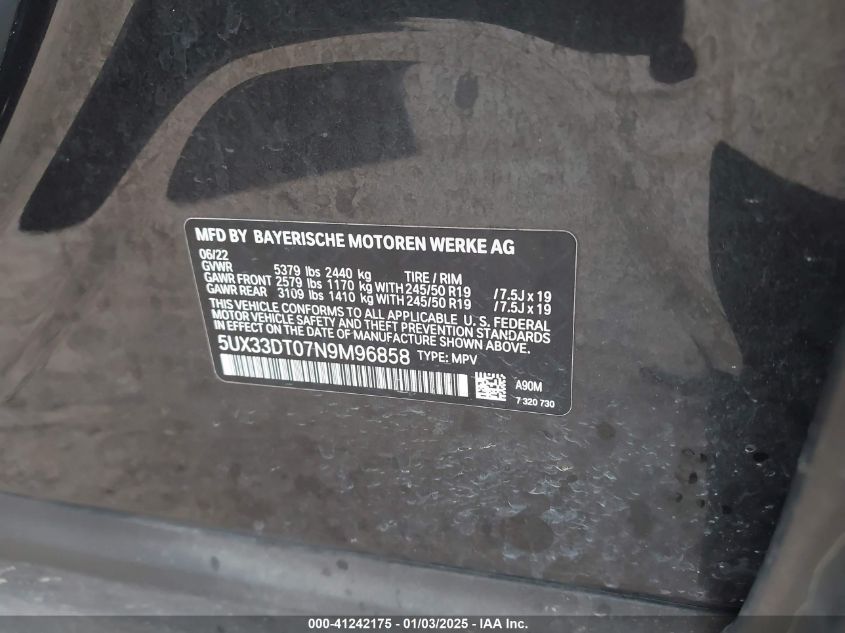 MFD BY BAYERISCHE MOTOREN WERKE AG
06/22
GVWR 5379 lbs 2440 kg TIRE / RIM
GAWR FRONT 2579 lbs 1170 kg WITH 245/50 R19 /7.5J x 19
GAWR REAR 3109 lbs 1410 kg WITH 245/50 R19 /7.5J x 19
THIS VEHICLE CONFORMS TO ALL APPLICABLE U. S. FEDERAL
MOTOR VEHICLE SAFETY AND THEFT PREVENTION STANDARDS
IN EFFECT ON THE DATE OF MANUFACTURE SHOWN ABOVE.
5UX33DT07N9M96858 TYPE: MPV
A90M
7 320 730
000-41242175 | 01/03/2025 | Copyright © IAA, Inc.